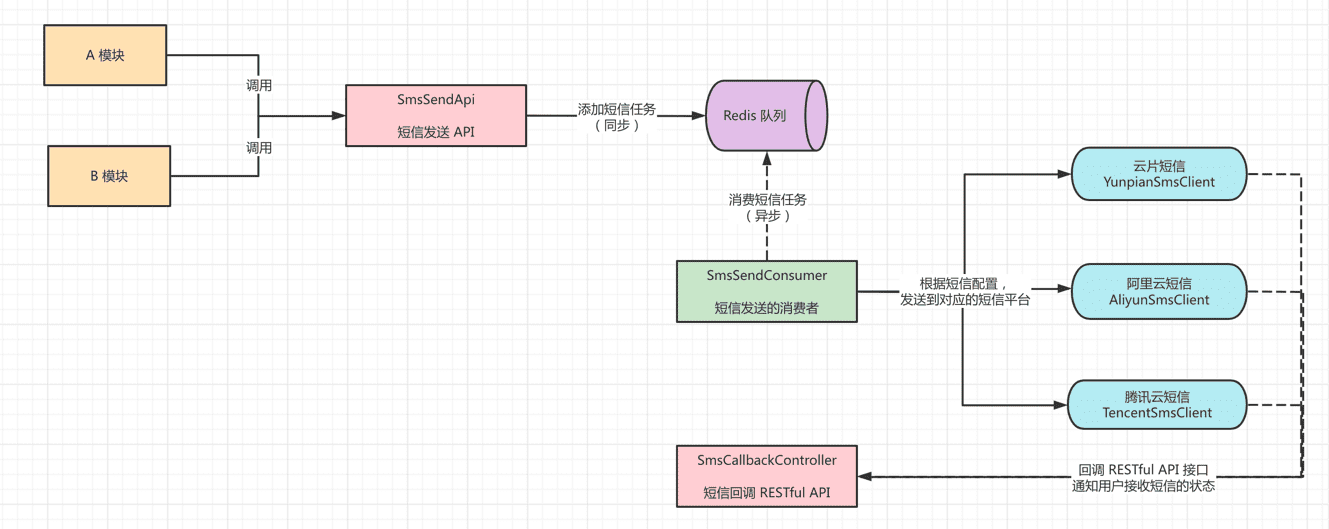 A 模块
调用
B 模块
调用
SmsSendApi
短信发送 API
添加短信任务
（同步）
Redis 队列
消费短信任务
（异步）
SmsSendConsumer
短信发送的消费者
根据短信配置，
发送到对应的短信平台
云片短信
YunpianSmsClient
阿里云短信
AliyunSmsClient
腾讯云短信
TencentSmsClient
SmsCallbackController
短信回调 RESTful API
回调 RESTful API 接口
通知用户接收短信的状态